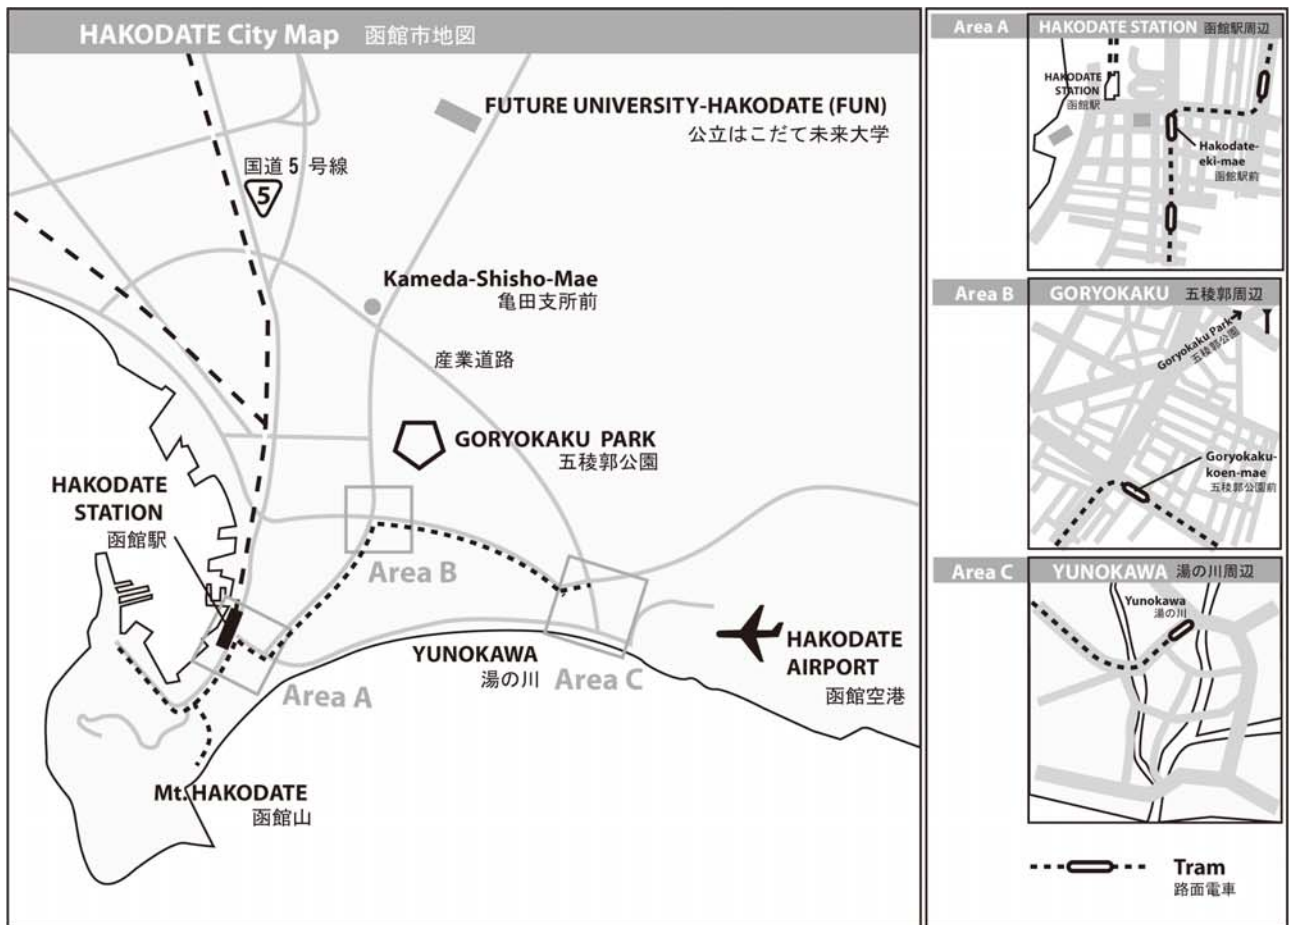 HAKODATE City Map 函館市地図
FUTURE UNIVERSITY-HAKODATE (FUN)
公立はこだて未来大学
国道 5 号線
5
Kameda-Shisho-Mae
亀田支所前
産業道路
GORYOKAKU PARK
五稜郭公園
HAKODATE
STATION
函館駅
Area B
Area A
YUNOKAWA
湯の川
Area C
HAKODATE
AIRPORT
函館空港
Mt. HAKODATE
函館山
Area A
HAKODATE STATION 函館駅周辺
HAKODATE
STATION
函館駅
Hakodate-
eki-mae
函館駅前
Area B
GORYOKAKU 五稜郭周辺
Goryokaku Park
五稜郭公園
Goryokaku-
koen-mae
五稜郭公園前
Area C
YUNOKAWA 湯の川周辺
Yunokawa
湯の川
Tram
路面電車